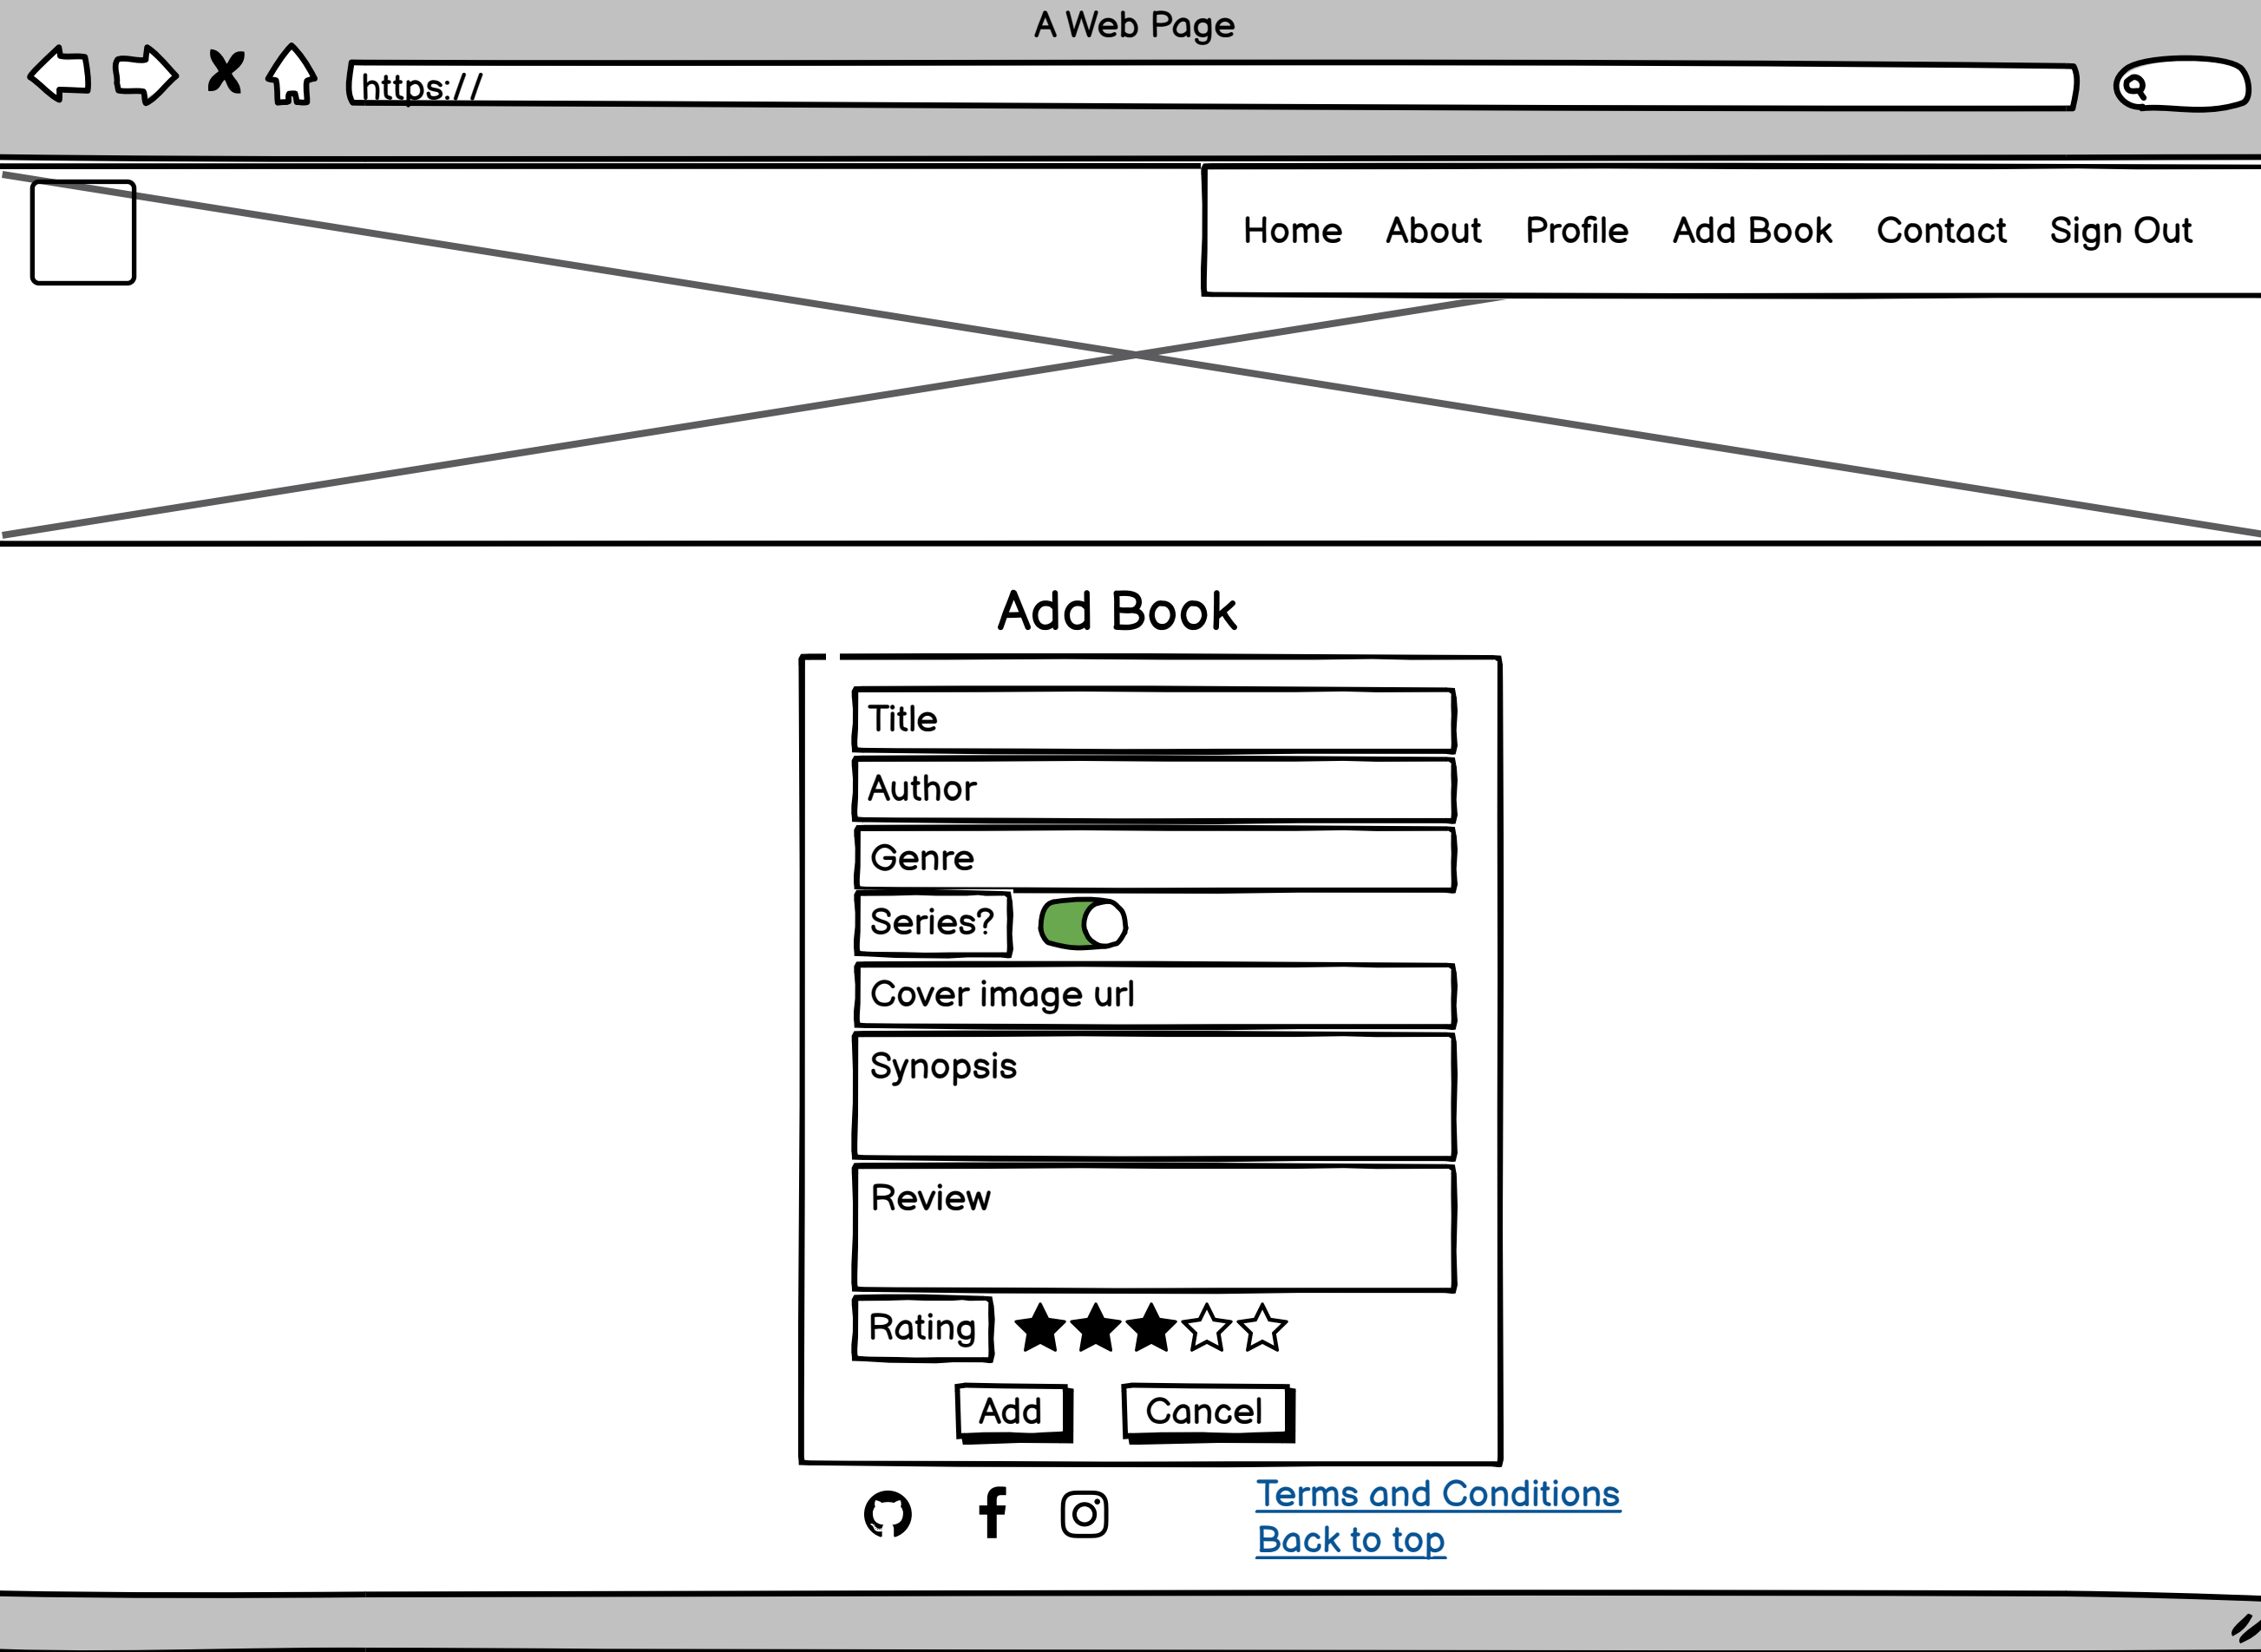 A Web Page
https://
Home About Profile Add Book Contact Sign Out
Add Book
Title
Author
Genre
Series?
Cover image url
Synopsis
Review
Rating
Add Cancel
Terms and Conditions
Back to top